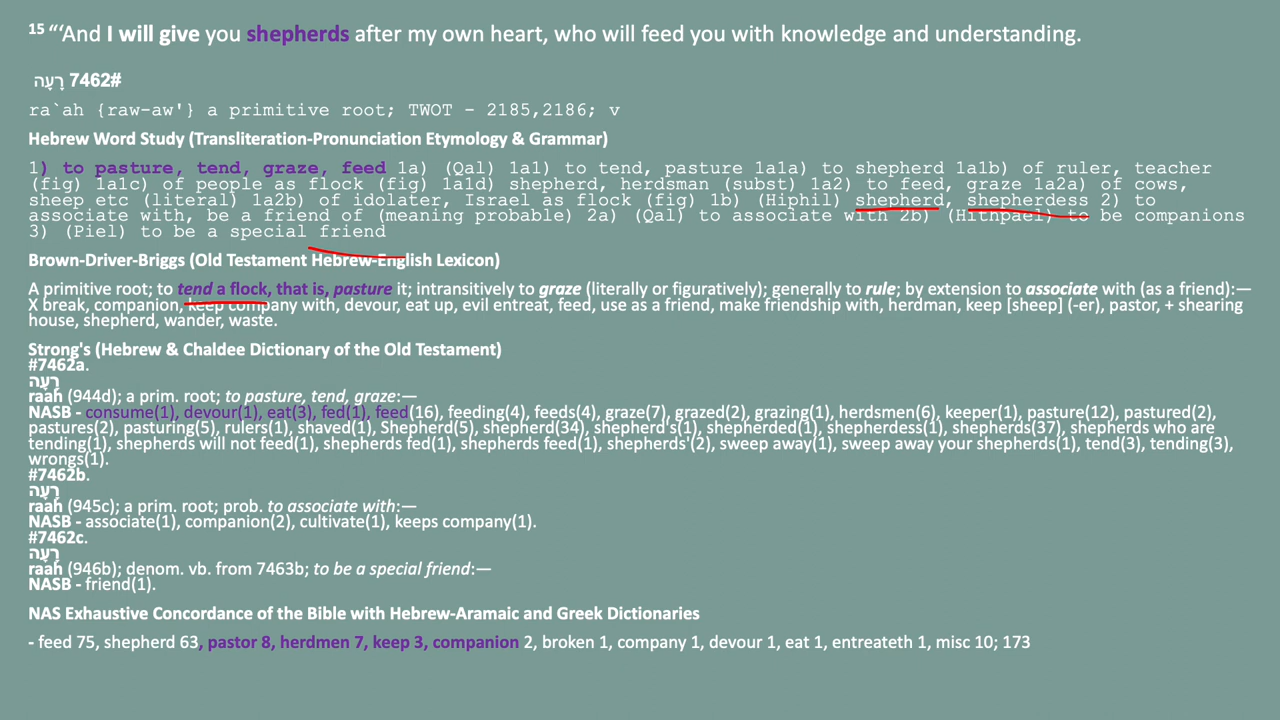 15 “‘And I will give you shepherds after my own heart, who will feed you with knowledge and understanding.
רָעָה 7462#
ra`ah {raw-aw'} a primitive root; TWOT - 2185,2186; v
Hebrew Word Study (Transliteration-Pronunciation Etymology & Grammar)
1) to pasture, tend, graze, feed 1a) (Qal) 1a1) to tend, pasture 1a1a) to shepherd 1a1b) of ruler, teacher
(fig) 1a1c) of people as flock (fig) 1a1d) shepherd, herdsman (subst) 1a2) to feed, graze 1a2a) of cows,
sheep etc (literal) 1a2b) of idolater, Israel as flock (fig) 1b) (Hiphil) shepherd, shepherdess 2) to
associate with, be a friend of (meaning probable) 2a) (Qal) to associate with 2b) (Hithpael) to be companions
3) (Piel) to be a special friend
Brown-Driver-Briggs (Old Testament Hebrew-English Lexicon)
A primitive root; to tend a flock, that is, pasture it; intransitively to graze (literally or figuratively); generally to rule; by extension to associate with (as a friend):—
X break, companion, keep company with, devour, eat up, evil entreat, feed, use as a friend, make friendship with, herdman, keep [sheep] (-er), pastor, + shearing
house, shepherd, wander, waste.
Strong's (Hebrew & Chaldee Dictionary of the Old Testament)
#7462a.
רָעָה
raah (944d); a prim. root; to pasture, tend, graze:—
NASB - consume(1), devour(1), eat(3), fed(1), feed(16), feeding(4), feeds(4), graze(7), grazed(2), grazing(1), herdsmen(6), keeper(1), pasture(12), pastured(2),
pastures(2), pasturing(5), rulers(1), shaved(1), Shepherd(5), shepherd(34), shepherd's(1), shepherded(1), shepherdess(1), shepherds(37), shepherds who are
tending(1), shepherds will not feed(1), shepherds fed(1), shepherds feed(1), shepherds'(2), sweep away(1), sweep away your shepherds(1), tend(3), tending(3),
wrongs(1).
#7462b.
רָעָה
raah (945c); a prim. root; prob. to associate with:—
NASB - associate(1), companion(2), cultivate(1), keeps company(1).
#7462c.
רָעָה
raah (946b); denom. vb. from 7463b; to be a special friend:—
NASB - friend(1).
NAS Exhaustive Concordance of the Bible with Hebrew-Aramaic and Greek Dictionaries
- feed 75, shepherd 63, pastor 8, herdmen 7, keep 3, companion 2, broken 1, company 1, devour 1, eat 1, entreateth 1, misc 10; 173